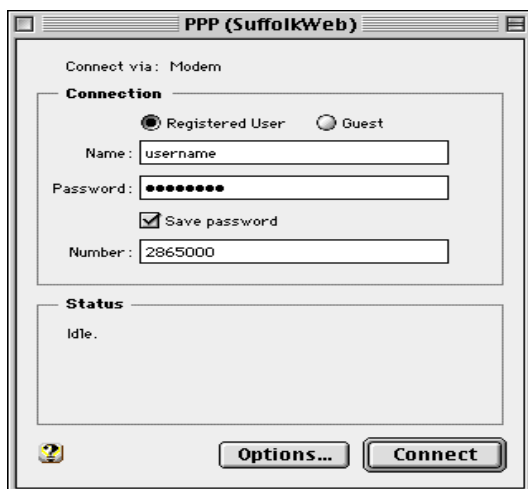 PPP (SuffolkWeb)
Connect via: Modem
Connection
Registered User Guest
Name: username
Password: ●●●●●●●●
Save password
Number: 2865000
Status
Idle.
?
Options... Connect